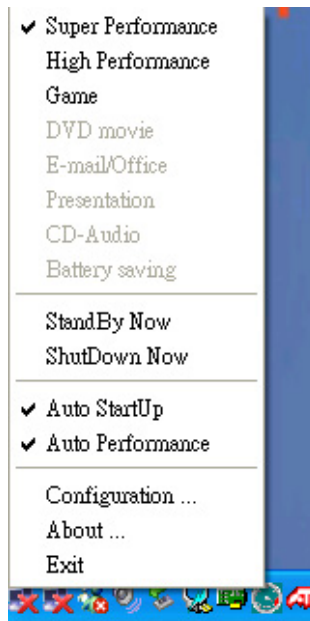 Super Performance
High Performance
Game
DVD movie
E-mail/Office
Presentation
CD-Audio
Battery saving
StandBy Now
ShutDown Now
Auto StartUp
Auto Performance
Configuration ...
About ...
Exit